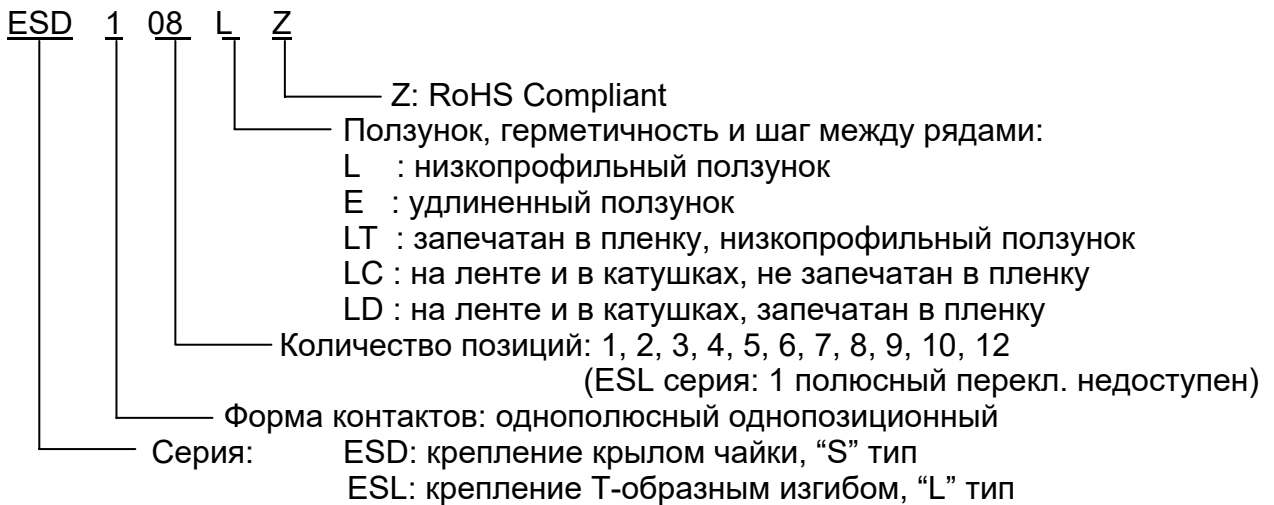 ESD 1 08 L Z
Z: RoHS Compliant
Ползунок, герметичность и шаг между рядами:
L : низкопрофильный ползунок
E : удлиненный ползунок
LT : запечатан в пленку, низкопрофильный ползунок
LC : на ленте и в катушках, не запечатан в пленку
LD : на ленте и в катушках, запечатан в пленку
Количество позиций: 1, 2, 3, 4, 5, 6, 7, 8, 9, 10, 12
(ESL серия: 1 полюсный перекл. недоступен)
Форма контактов: однополюсный однопозиционный
Серия: ESD: крепление крылом чайки, “S” тип
ESL: крепление Т-образным изгибом, “L” тип